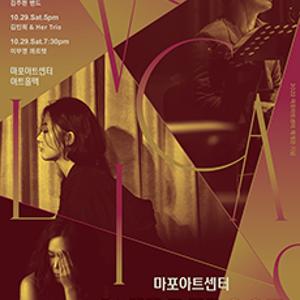 김주환 밴드
10.29.Sat.5pm
김민희 & Her Trio
10.29.Sat.7:30pm
이부영 콰르텟
마포아트센터
아트홀맥
V
C
A
L
I
마포아트센터